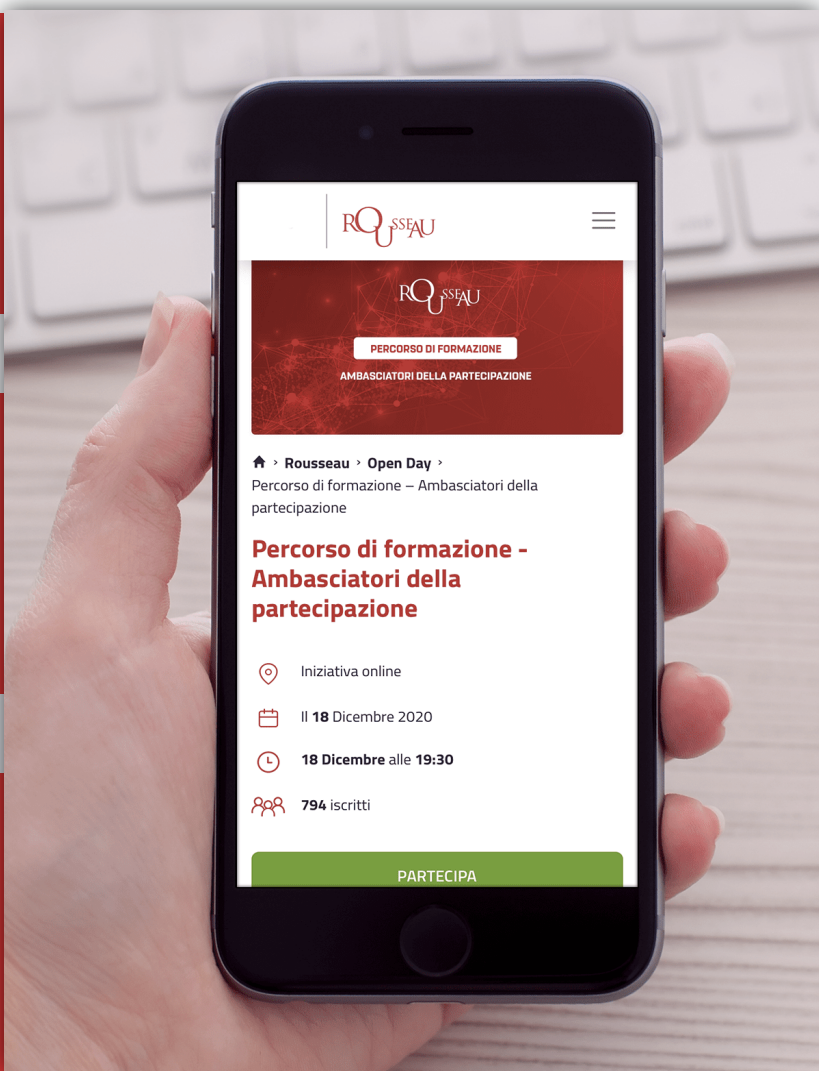 ROUSSEAU
ROUSSEAU
PERCORSO DI FORMAZIONE
AMBASCIATORI DELLA PARTECIPAZIONE
› Rousseau › Open Day ›
Percorso di formazione – Ambasciatori della
partecipazione
Percorso di formazione -
Ambasciatori della
partecipazione
Iniziativa online
Il 18 Dicembre 2020
18 Dicembre alle 19:30
794 iscritti
PARTECIPA